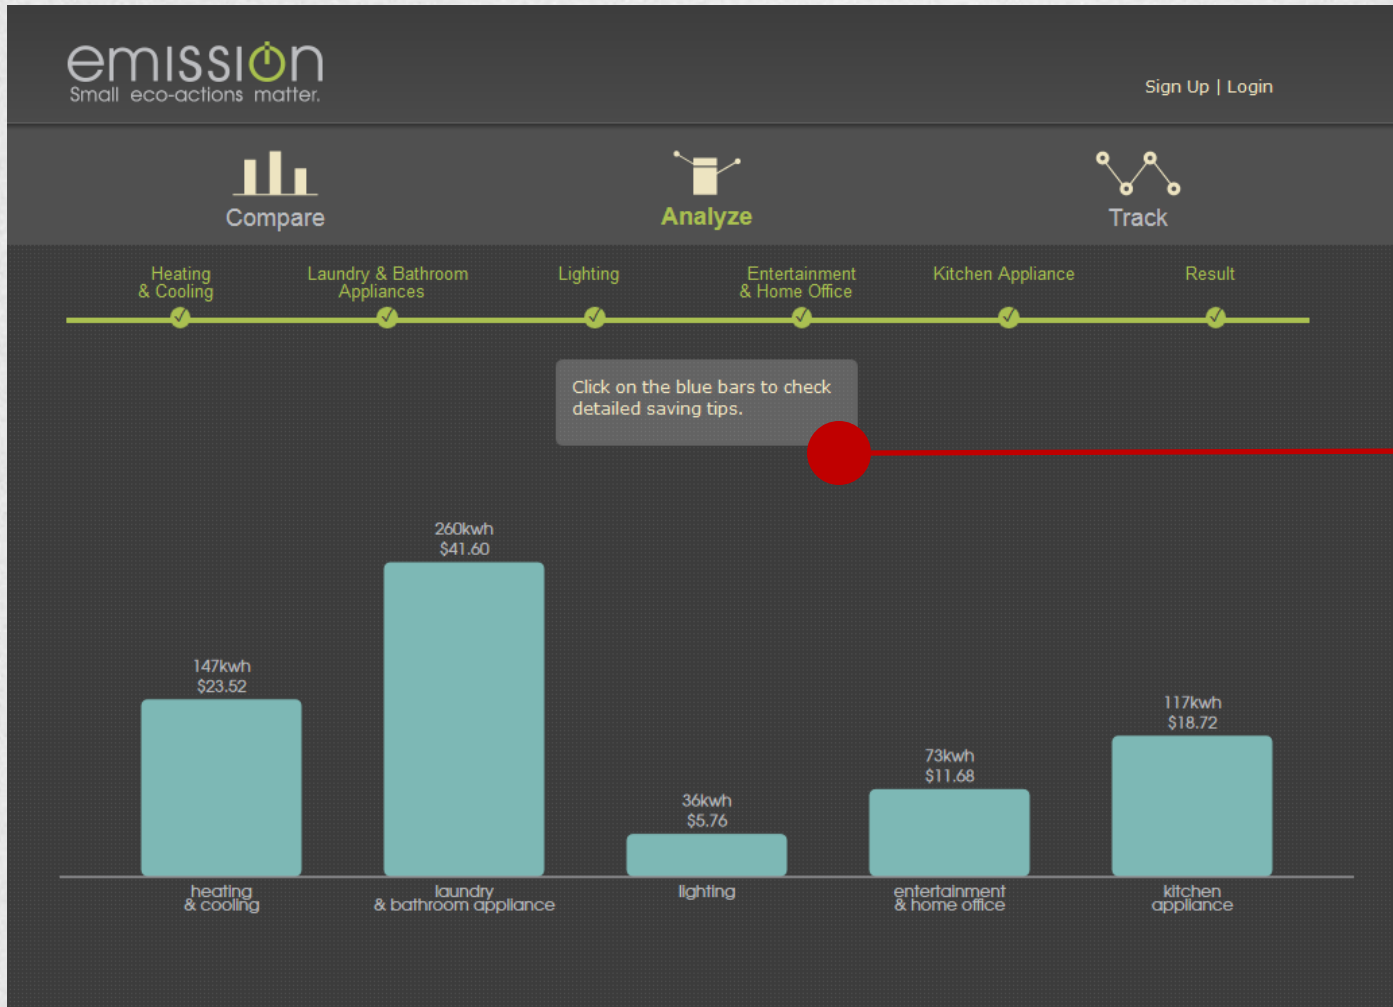 emission
Small eco-actions matter.
Sign Up | Login
Compare
Analyze
Track
Heating
& Cooling
Laundry & Bathroom
Appliances
Lighting
Entertainment
& Home Office
Kitchen Appliance
Result
Click on the blue bars to check
detailed saving tips.
147kwh
$23.52
260kwh
$41.60
36kwh
$5.76
73kwh
$11.68
117kwh
$18.72
heating
& cooling
laundry
& bathroom appliance
lighting
entertainment
& home office
kitchen
appliance